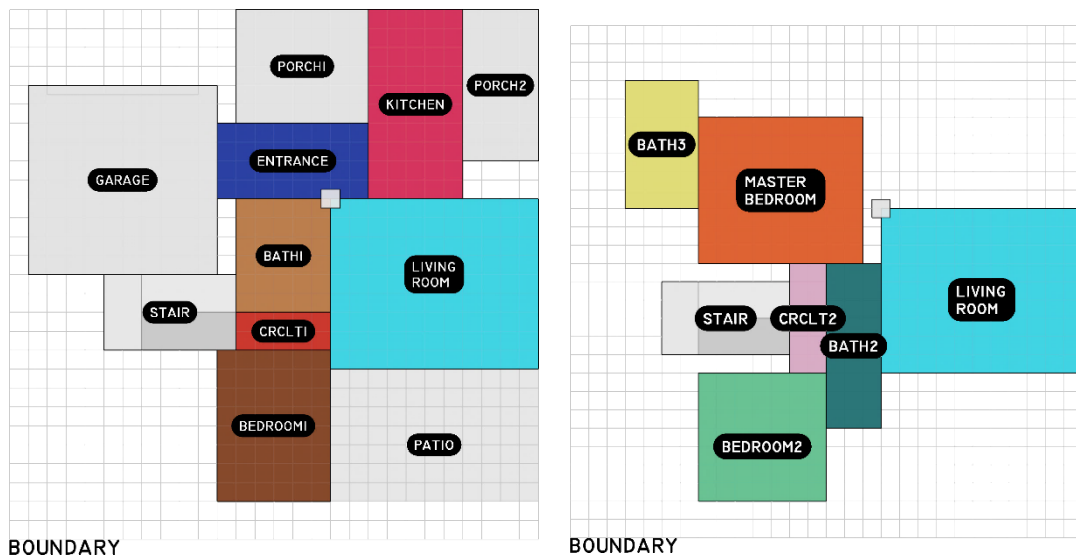 PORCH1
KITCHEN
PORCH2
ENTRANCE
GARAGE
BATH1
LIVING
ROOM
STAIR
CRCLT1
BEDROOM1
PATIO
BOUNDARY
BATH3
MASTER
BEDROOM
LIVING
ROOM
STAIR
CRCLT2
BATH2
BEDROOM2
BOUNDARY